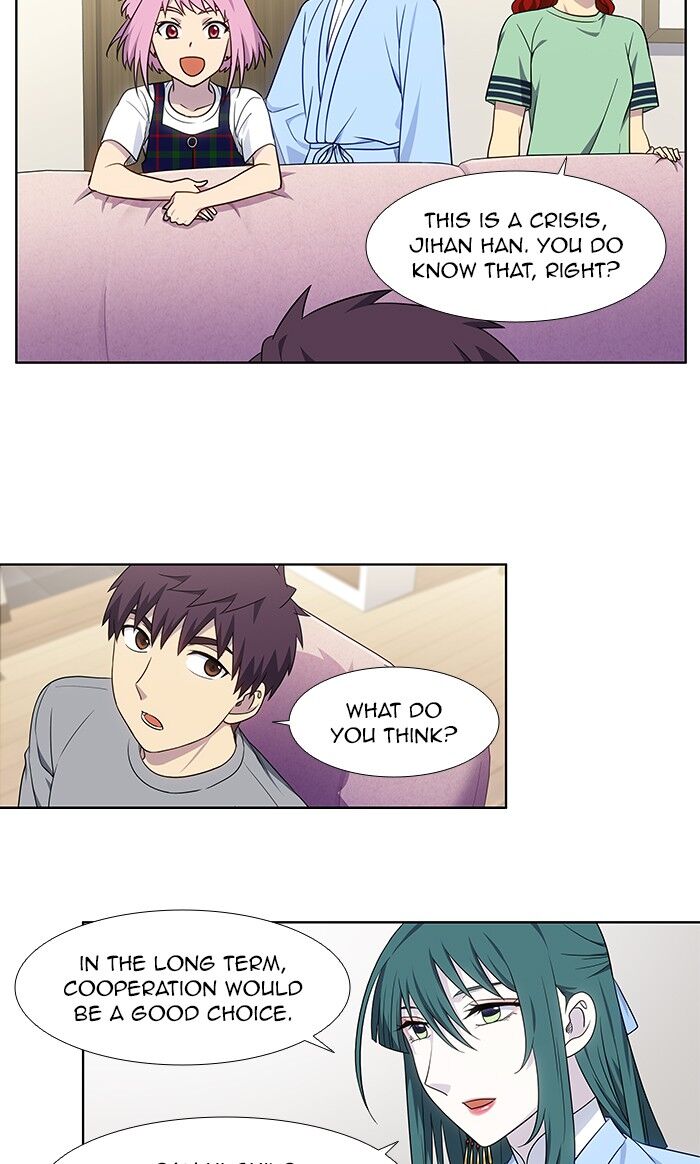 THIS IS A CRISIS,
JIHAN HAN. YOU DO
KNOW THAT, RIGHT?
WHAT DO
YOU THINK?
IN THE LONG TERM,
COOPERATION WOULD
BE A GOOD CHOICE.